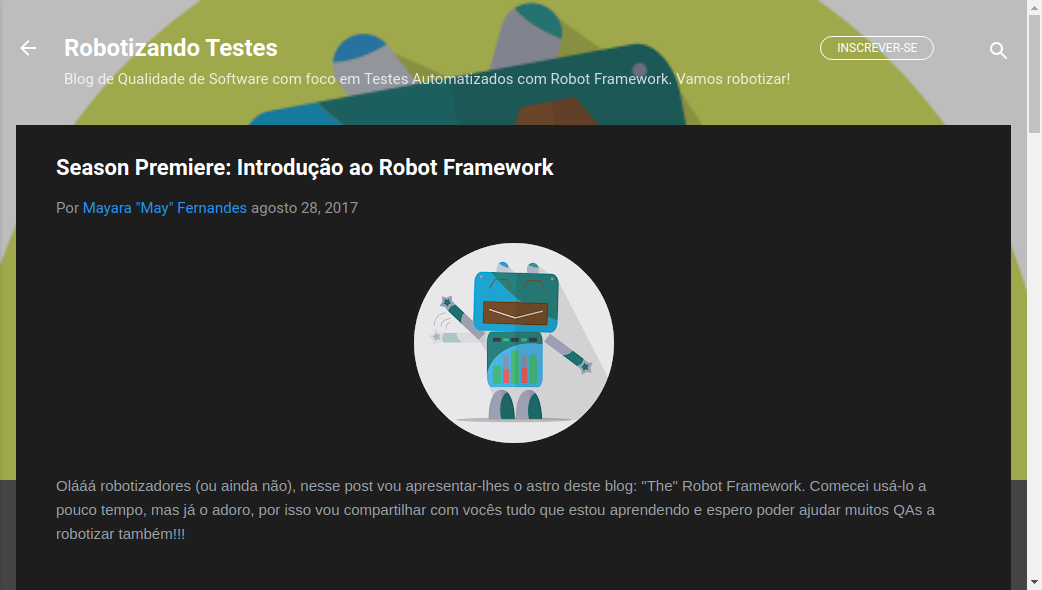 Robotizando Testes
INSCREVER-SE
Blog de Qualidade de Software com foco em Testes Automatizados com Robot Framework. Vamos robotizar!
Season Premiere: Introdução ao Robot Framework
Por Mayara "May" Fernandes agosto 28, 2017
Olááá robotizadores (ou ainda não), nesse post vou apresentar-lhes o astro deste blog: "The" Robot Framework. Comecei usá-lo a
pouco tempo, mas já o adoro, por isso vou compartilhar com vocês tudo que estou aprendendo e espero poder ajudar muitos QAs a
robotizar também!!!